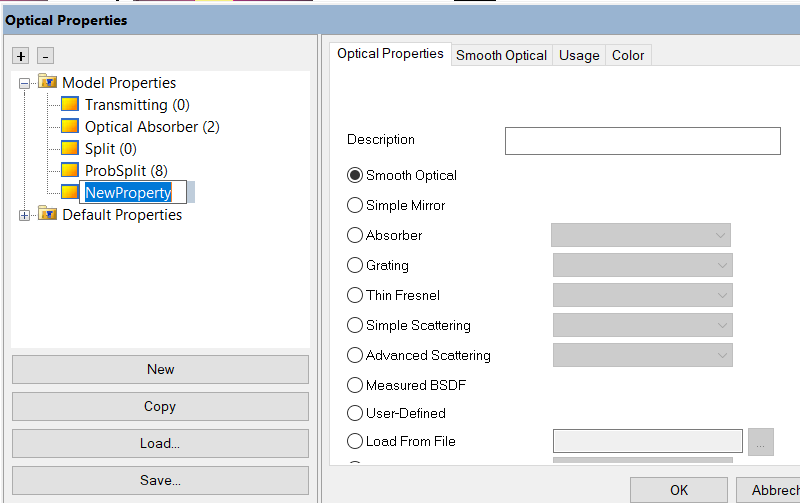 Optical Properties
+ -
Model Properties
Transmitting (0)
Optical Absorber (2)
Split (0)
ProbSplit (8)
NewProperty
Default Properties
New
Copy
Load...
Save...
Optical Properties Smooth Optical Usage Color
Description
Smooth Optical
Simple Mirror
Absorber
Grating
Thin Fresnel
Simple Scattering
Advanced Scattering
Measured BSDF
User-Defined
Load From File ...
OK Abbrech